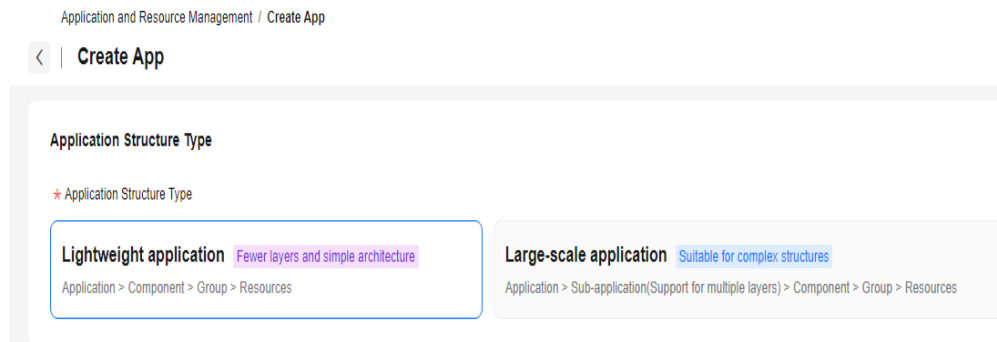 Application and Resource Management / Create App
Create App
Application Structure Type
* Application Structure Type
Lightweight application Fewer layers and simple architecture
Application > Component > Group > Resources
Large-scale application Suitable for complex structures
Application > Sub-application(Support for multiple layers) > Component > Group > Resources